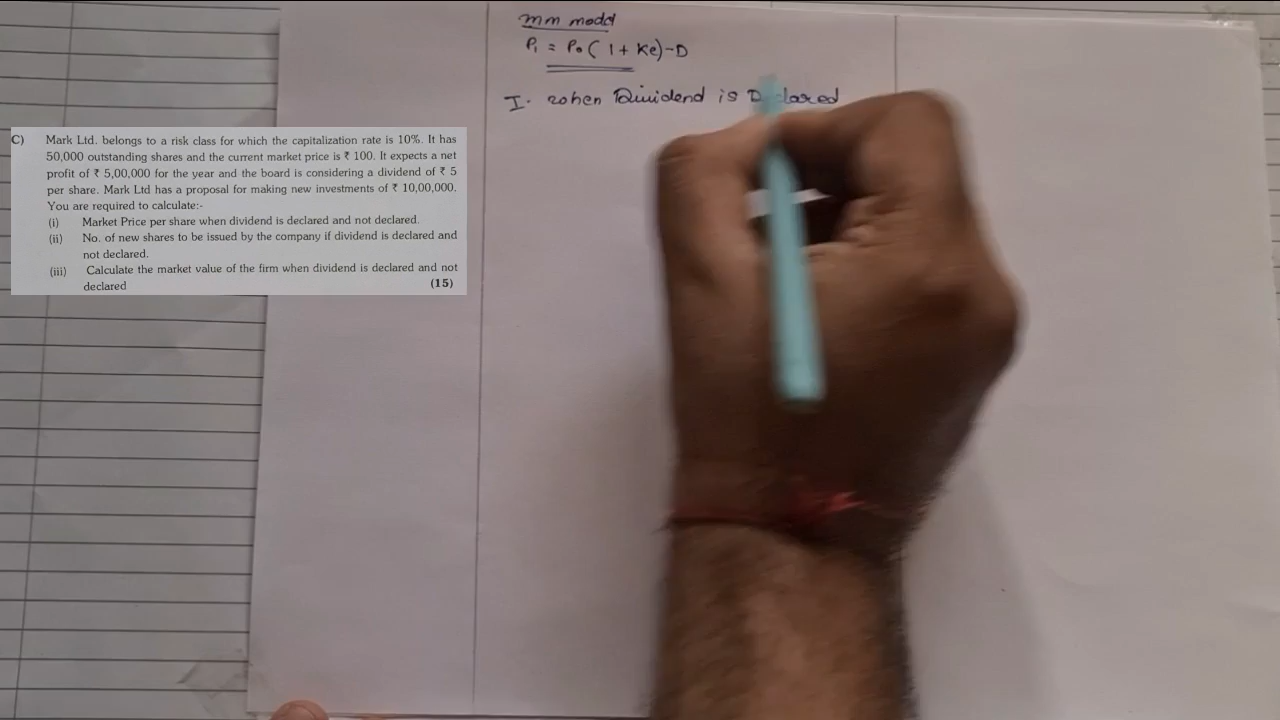 mm model
P₁ = P₀ ( 1 + Ke) - D
I. when Dividend is Declared
C) Mark Ltd. belongs to a risk class for which the capitalization rate is 10%. It has
50,000 outstanding shares and the current market price is ₹ 100. It expects a net
profit of ₹ 5,00,000 for the year and the board is considering a dividend of ₹ 5
per share. Mark Ltd has a proposal for making new investments of ₹ 10,00,000.
You are required to calculate:-
(i) Market Price per share when dividend is declared and not declared.
(ii) No. of new shares to be issued by the company if dividend is declared and
not declared.
(iii) Calculate the market value of the firm when dividend is declared and not
declared (15)